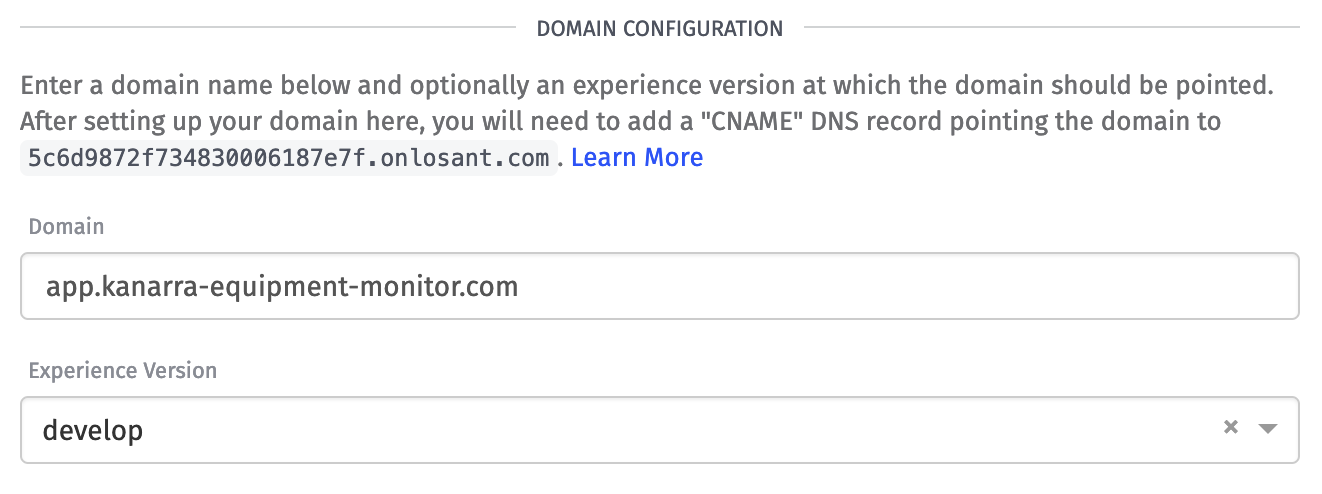 DOMAIN CONFIGURATION
Enter a domain name below and optionally an experience version at which the domain should be pointed.
After setting up your domain here, you will need to add a "CNAME" DNS record pointing the domain to
5c6d9872f734830006187e7f.onlosant.com. Learn More
Domain
app.kanarra-equipment-monitor.com
Experience Version
develop